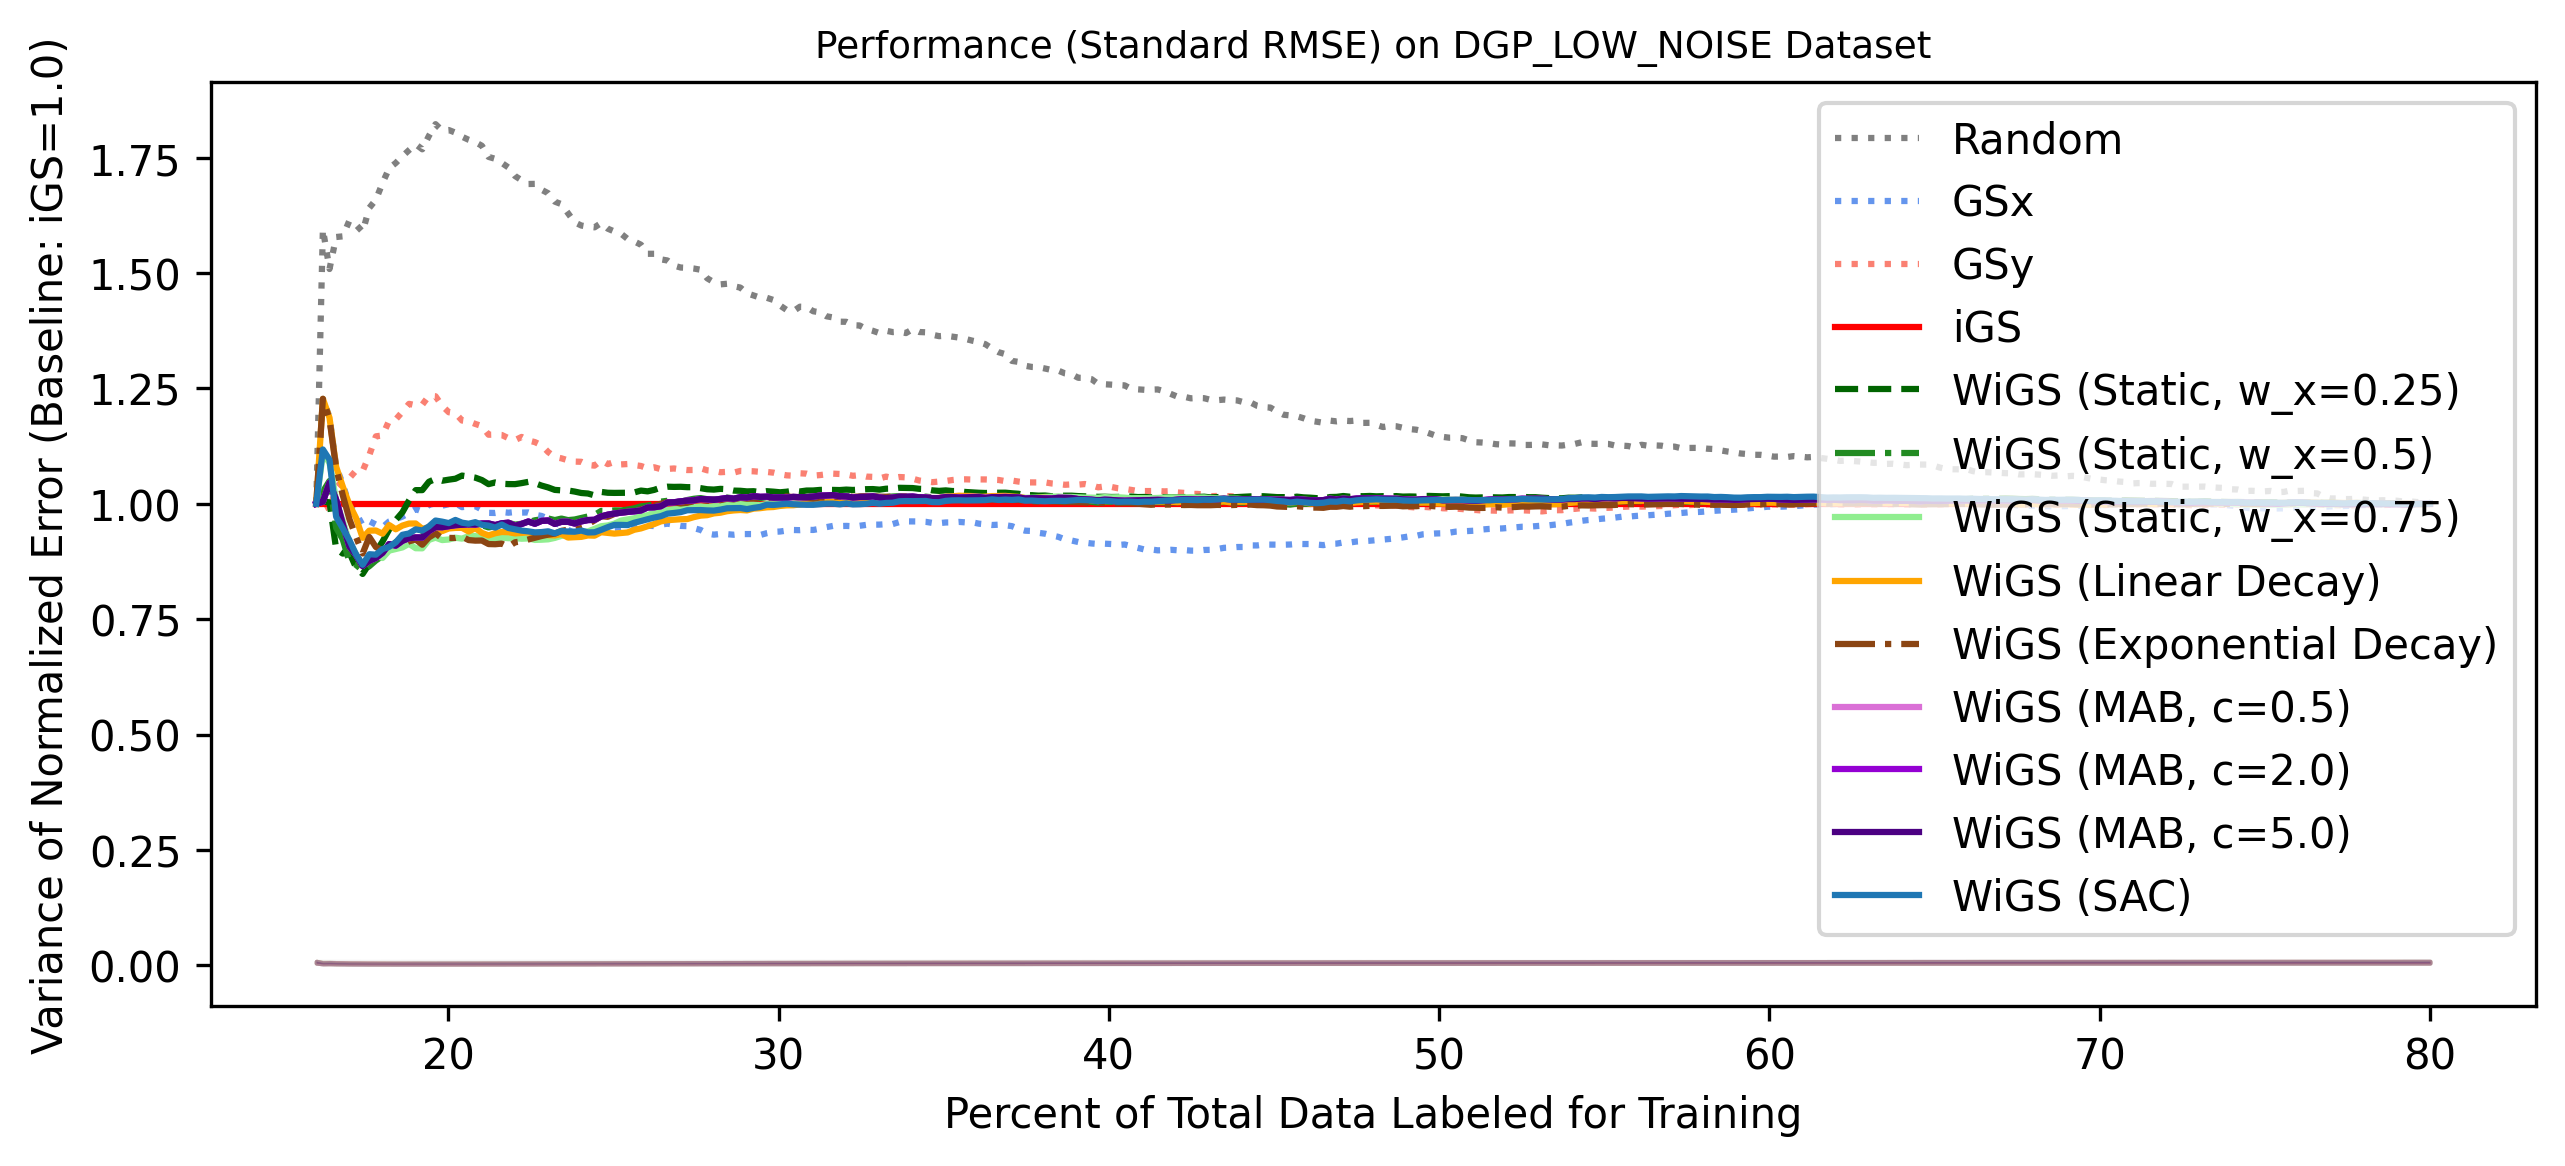 Performance (Standard RMSE) on DGP_LOW_NOISE Dataset
Variance of Normalized Error (Baseline: iGS=1.0)
1.75
1.50
1.25
1.00
0.75
0.50
0.25
0.00
Random
GSx
GSy
iGS
WiGS (Static, w_x=0.25)
WiGS (Static, w_x=0.5)
WiGS (Static, w_x=0.75)
WiGS (Linear Decay)
WiGS (Exponential Decay)
WiGS (MAB, c=0.5)
WiGS (MAB, c=2.0)
WiGS (MAB, c=5.0)
WiGS (SAC)
20 30 40 50 60 70 80
Percent of Total Data Labeled for Training